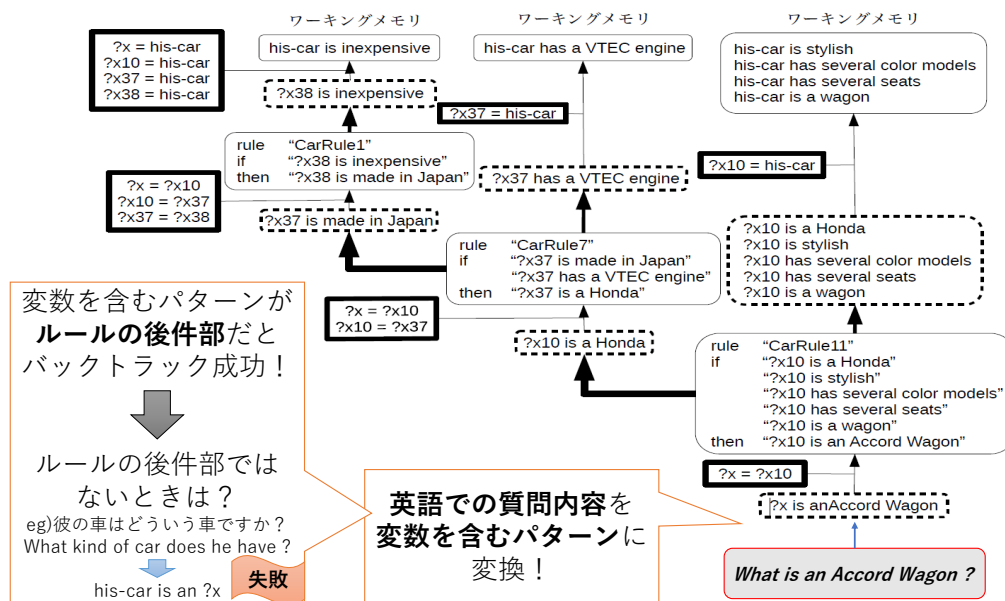 ワーキングメモリ
ワーキングメモリ
ワーキングメモリ
?x = his-car
?x10 = his-car
?x37 = his-car
?x38 = his-car
his-car is inexpensive
his-car has a VTEC engine
his-car is stylish
his-car has several color models
his-car has several seats
his-car is a wagon
?x38 is inexpensive
?x37 = his-car
rule "CarRule1"
if "?x38 is inexpensive"
then "?x38 is made in Japan"
?x10 = his-car
?x37 has a VTEC engine
?x = ?x10
?x10 = ?x37
?x37 = ?x38
?x37 is made in Japan
?x10 is a Honda
?x10 is stylish
?x10 has several color models
?x10 has several seats
?x10 is a wagon
rule "CarRule7"
if "?x37 is made in Japan"
"?x37 has a VTEC engine"
then "?x37 is a Honda"
?x = ?x10
?x10 = ?x37
?x10 is a Honda
rule "CarRule11"
if "?x10 is a Honda"
"?x10 is stylish"
"?x10 has several color models"
"?x10 has several seats"
"?x10 is a wagon"
then "?x10 is an Accord Wagon"
?x = ?x10
?x is anAccord Wagon
What is an Accord Wagon ?
変数を含むパターンが
ルールの後件部だと
バックトラック成功！
ルールの後件部では
ないときは？
eg)彼の車はどういう車ですか？
What kind of car does he have ?
his-car is an ?x
失敗
英語での質問内容を
変数を含むパターンに
変換！